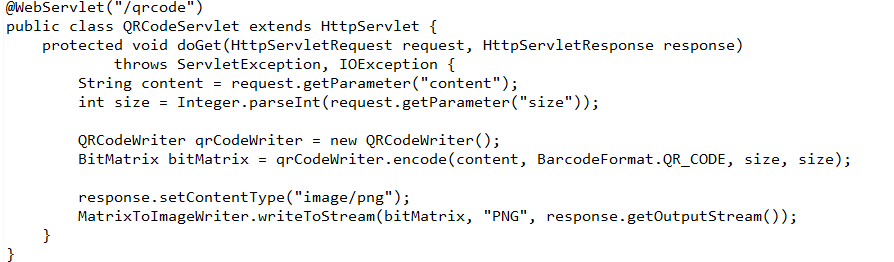 @WebServlet("/qrcode")
public class QRCodeServlet extends HttpServlet {
    protected void doGet(HttpServletRequest request, HttpServletResponse response)
            throws ServletException, IOException {
        String content = request.getParameter("content");
        int size = Integer.parseInt(request.getParameter("size"));

        QRCodeWriter qrCodeWriter = new QRCodeWriter();
        BitMatrix bitMatrix = qrCodeWriter.encode(content, BarcodeFormat.QR_CODE, size, size);

        response.setContentType("image/png");
        MatrixToImageWriter.writeToStream(bitMatrix, "PNG", response.getOutputStream());
    }
}